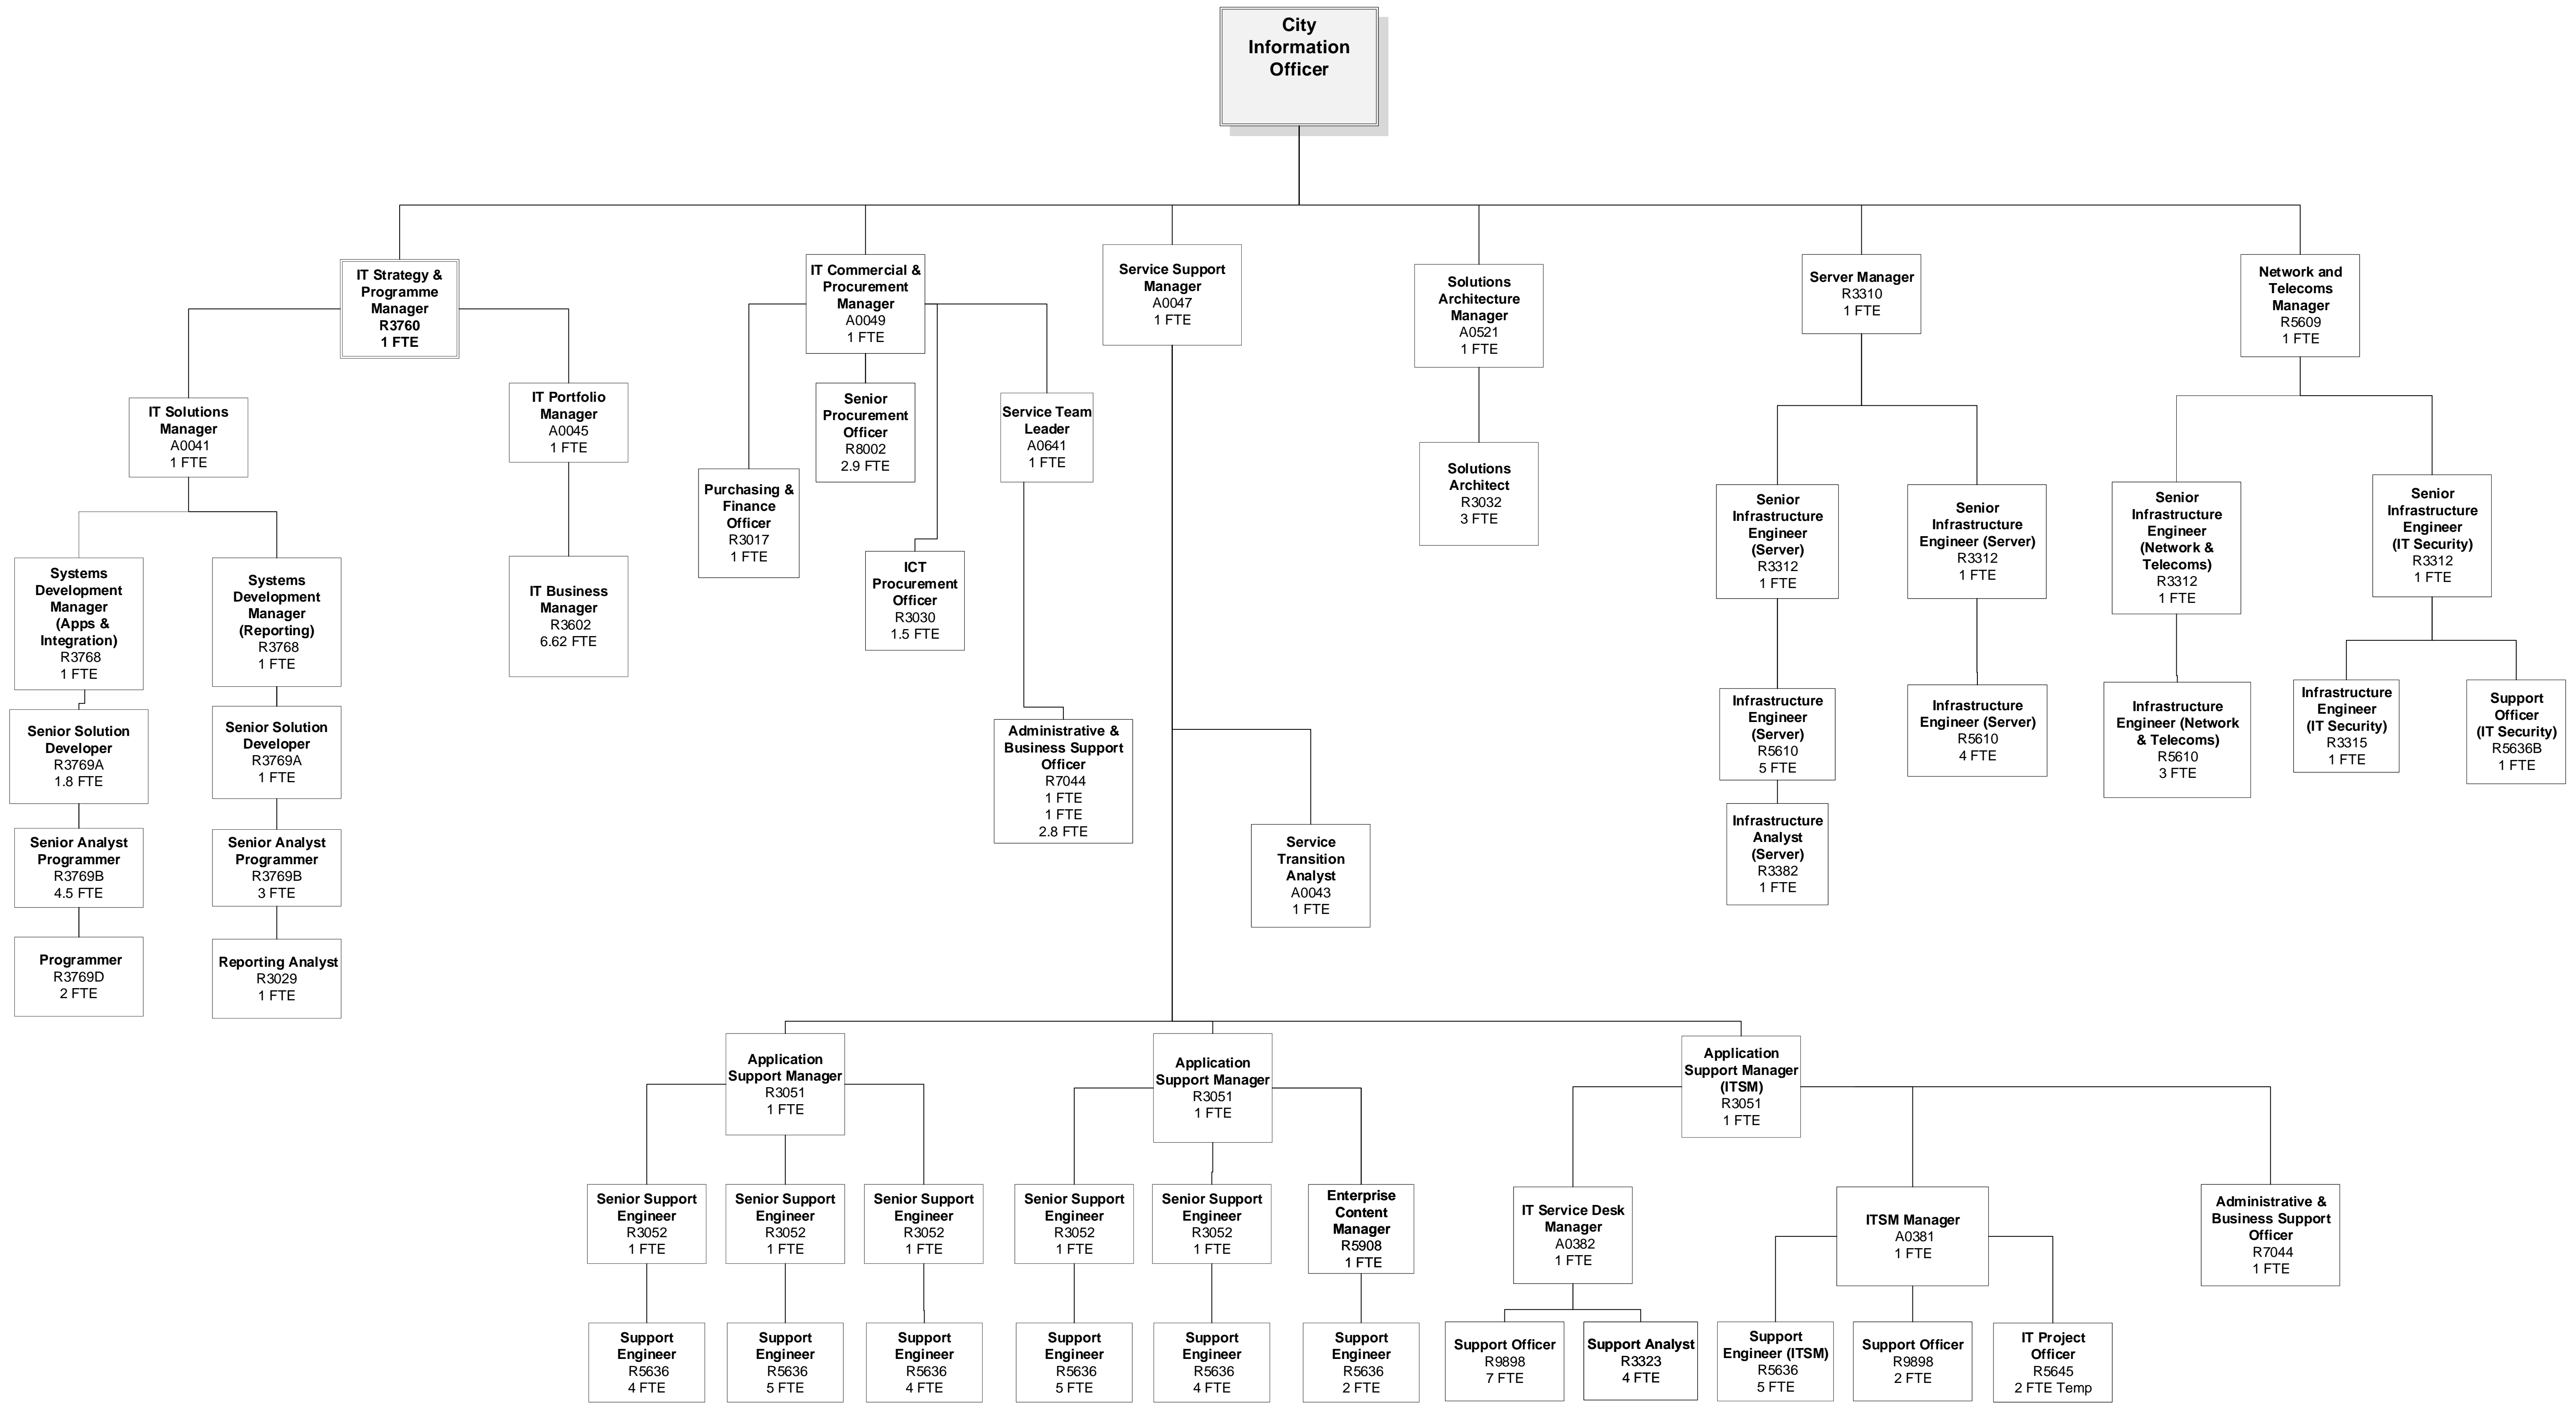 City
Information
Officer
IT Strategy &
Programme
Manager
R3760
1 FTE
IT Commercial &
Procurement
Manager
A0049
1 FTE
Service Support
Manager
A0047
1 FTE
Solutions
Architecture
Manager
A0521
1 FTE
Server Manager
R3310
1 FTE
Network and
Telecoms
Manager
R5609
1 FTE
IT Solutions
Manager
A0041
1 FTE
IT Portfolio
Manager
A0045
1 FTE
Senior
Procurement
Officer
R8002
2.9 FTE
Service Team
Leader
A0641
1 FTE
Purchasing &
Finance
Officer
R3017
1 FTE
Solutions
Architect
R3032
3 FTE
Senior
Infrastructure
Engineer
(Server)
R3312
1 FTE
Senior
Infrastructure
Engineer (Server)
R3312
1 FTE
Senior
Infrastructure
Engineer
(Network &
Telecoms)
R3312
1 FTE
Senior
Infrastructure
Engineer
(IT Security)
R3312
1 FTE
Systems
Development
Manager
(Apps &
Integration)
R3768
1 FTE
Systems
Development
Manager
(Reporting)
R3768
1 FTE
IT Business
Manager
R3602
6.62 FTE
ICT
Procurement
Officer
R3030
1.5 FTE
Senior Solution
Developer
R3769A
1.8 FTE
Senior Solution
Developer
R3769A
1 FTE
Administrative &
Business Support
Officer
R7044
1 FTE
1 FTE
2.8 FTE
Infrastructure
Engineer
(Server)
R5610
5 FTE
Infrastructure
Engineer (Server)
R5610
4 FTE
Infrastructure
Engineer (Network
& Telecoms)
R5610
3 FTE
Infrastructure
Engineer
(IT Security)
R3315
1 FTE
Support
Officer
(IT Security)
R5636B
1 FTE
Senior Analyst
Programmer
R3769B
4.5 FTE
Senior Analyst
Programmer
R3769B
3 FTE
Service
Transition
Analyst
A0043
1 FTE
Infrastructure
Analyst
(Server)
R3382
1 FTE
Programmer
R3769D
2 FTE
Reporting Analyst
R3029
1 FTE
Application
Support Manager
R3051
1 FTE
Application
Support Manager
R3051
1 FTE
Application
Support Manager
(ITSM)
R3051
1 FTE
Senior Support
Engineer
R3052
1 FTE
Senior Support
Engineer
R3052
1 FTE
Senior Support
Engineer
R3052
1 FTE
Senior Support
Engineer
R3052
1 FTE
Senior Support
Engineer
R3052
1 FTE
Enterprise
Content
Manager
R5908
1 FTE
IT Service Desk
Manager
A0382
1 FTE
ITSM Manager
A0381
1 FTE
Administrative &
Business Support
Officer
R7044
1 FTE
Support
Engineer
R5636
4 FTE
Support
Engineer
R5636
5 FTE
Support
Engineer
R5636
4 FTE
Support
Engineer
R5636
5 FTE
Support
Engineer
R5636
4 FTE
Support
Engineer
R5636
2 FTE
Support Officer
R9898
7 FTE
Support Analyst
R3323
4 FTE
Support
Engineer (ITSM)
R5636
5 FTE
Support Officer
R9898
2 FTE
IT Project
Officer
R5645
2 FTE Temp